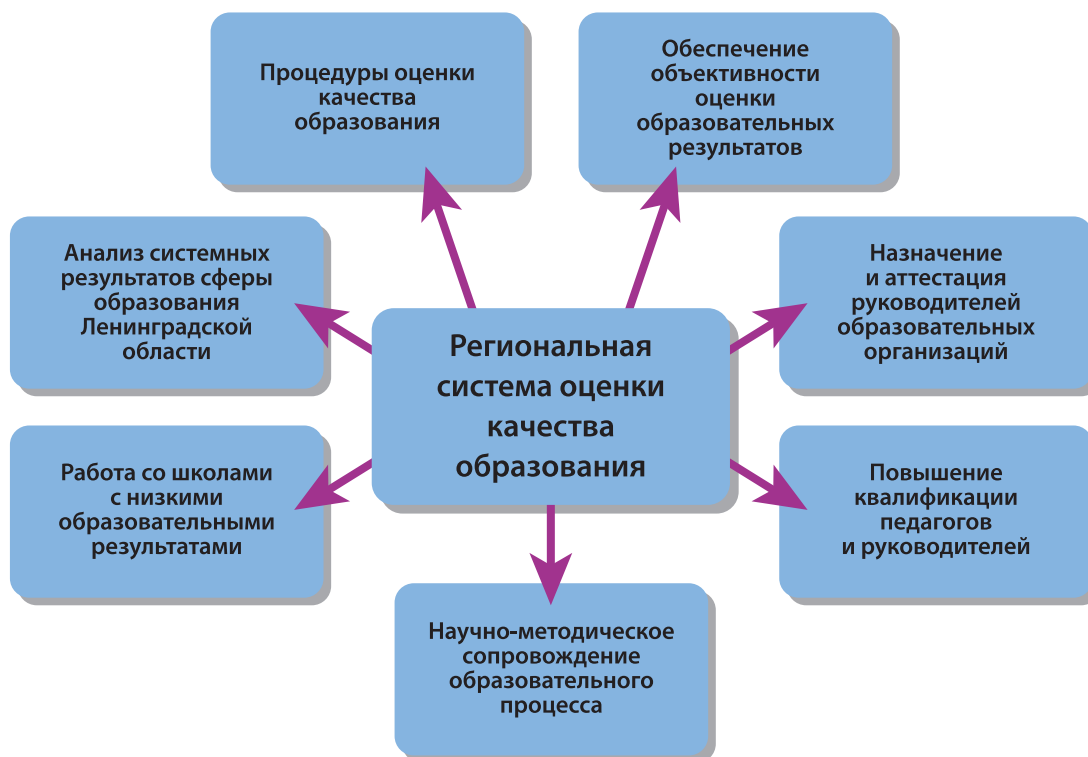 Процедуры оценки
качества
образования
Обеспечение
объективности
оценки
образовательных
результатов
Анализ системных
результатов сферы
образования
Ленинградской
области
Назначение
и аттестация
руководителей
образовательных
организаций
Региональная
система оценки
качества
образования
Работа со школами
с низкими
образовательными
результатами
Повышение
квалификации
педагогов
и руководителей
Научно-методическое
сопровождение
образовательного
процесса